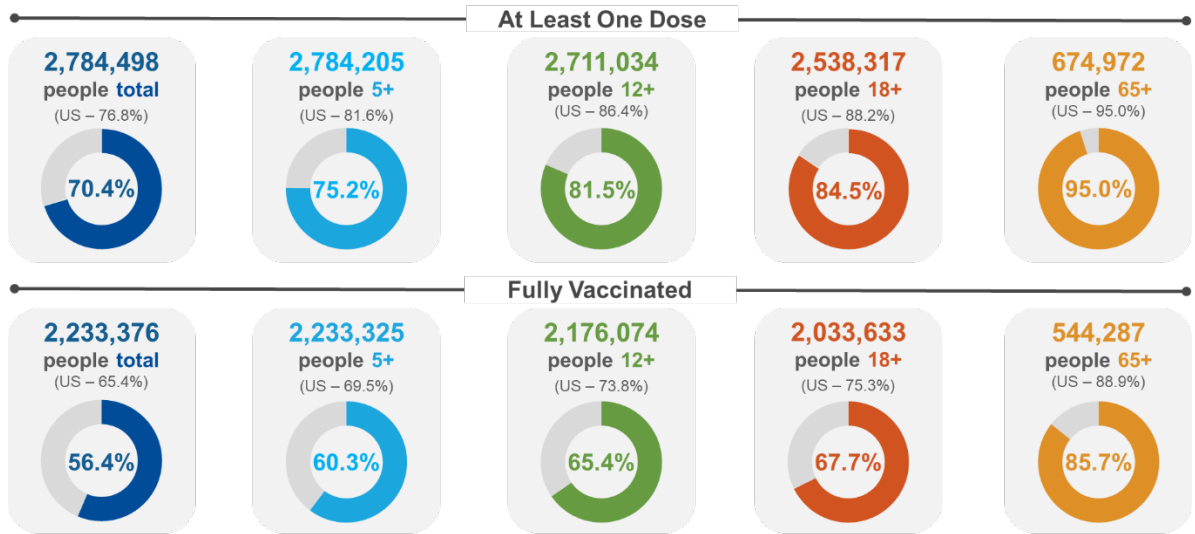 At Least One Dose
2,784,498
people total
(US – 76.8%)
70.4%
2,784,205
people 5+
(US – 81.6%)
75.2%
2,711,034
people 12+
(US – 86.4%)
81.5%
2,538,317
people 18+
(US – 88.2%)
84.5%
674,972
people 65+
(US – 95.0%)
95.0%
Fully Vaccinated
2,233,376
people total
(US – 65.4%)
56.4%
2,233,325
people 5+
(US – 69.5%)
60.3%
2,176,074
people 12+
(US – 73.8%)
65.4%
2,033,633
people 18+
(US – 75.3%)
67.7%
544,287
people 65+
(US – 88.9%)
85.7%